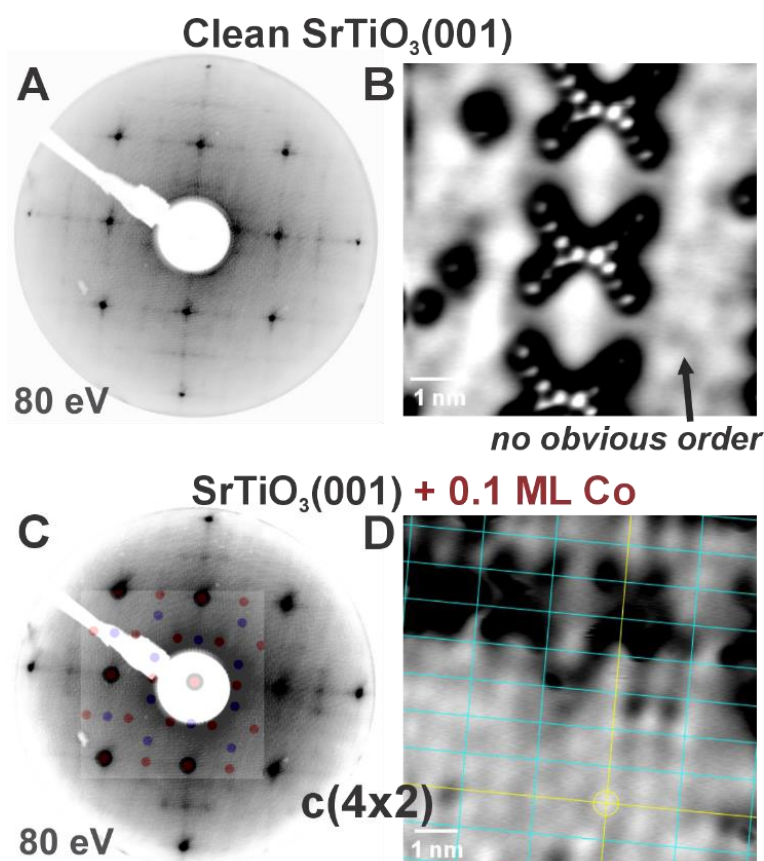 Clean SrTiO₃(001)
A
B
80 eV
1 nm
no obvious order
SrTiO₃(001) + 0.1 ML Co
C
D
c(4x2)
80 eV
1 nm